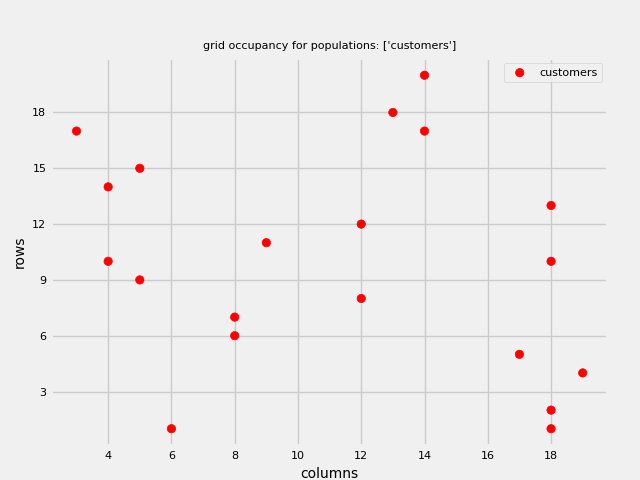 grid occupancy for populations: ['customers']
customers
18
15
12
9
6
3
rows
4 6 8 10 12 14 16 18
columns